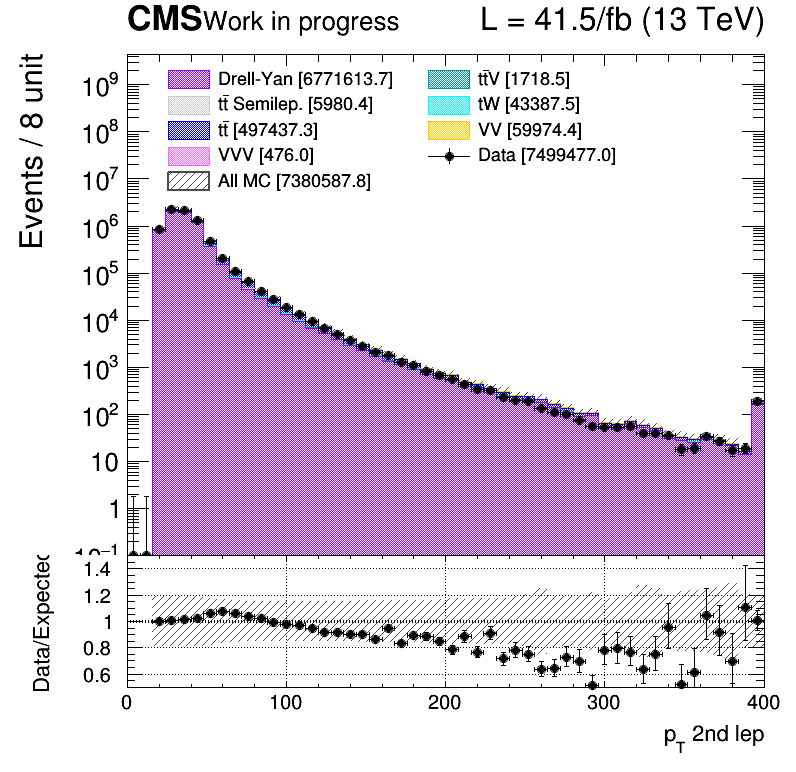 CMS Work in progress L = 41.5/fb (13 TeV)
Events / 8 unit
Drell-Yan [6771613.7] tt̄V [1718.5]
tt̄ Semilep. [5980.4] tW [43387.5]
tt̄ [497437.3] VV [59974.4]
VVV [476.0] Data [7499477.0]
All MC [7380587.8]
10⁹
10⁸
10⁷
10⁶
10⁵
10⁴
10³
10²
10
1
10⁻¹
Data/Expected
1.4
1.2
1
0.8
0.6
0 100 200 300 400
p_T 2nd lep